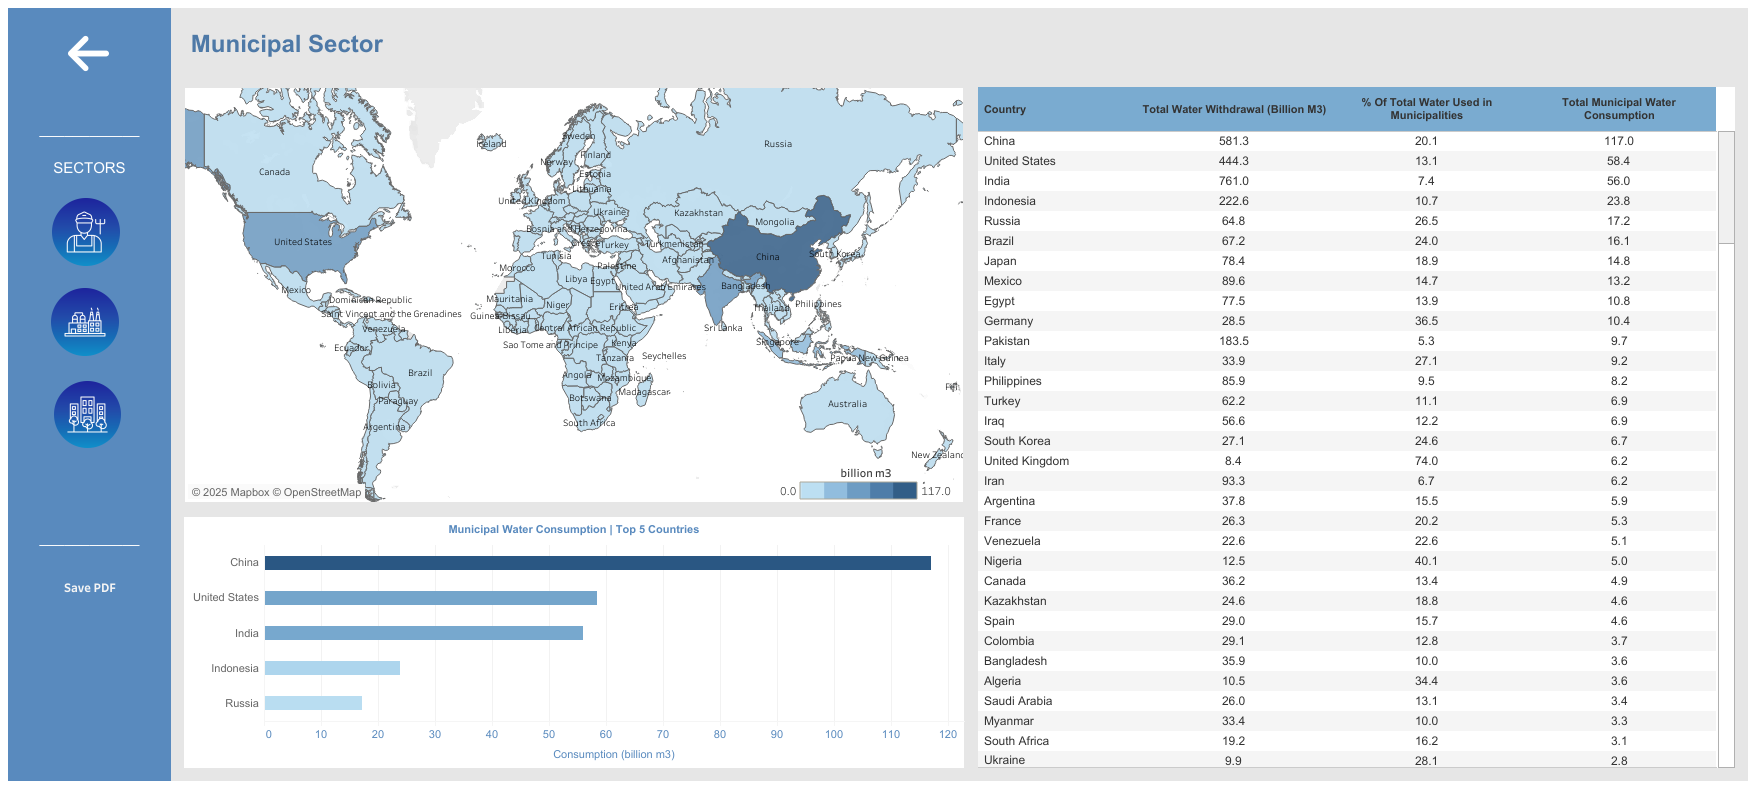 Municipal Sector
SECTORS
Save PDF
Iceland
Sweden
Russia
Finland
Norway
Canada
Estonia
Lithuania
United Kingdom
Ukraine
Kazakhstan
Mongolia
Bosnia and Herzegovina
United States
Greece
Turkey
Turkmenistan
South Korea
Tunisia
China
Afghanistan
Morocco
Palestine
Libya
Egypt
United Arab Emirates
Bangladesh
Mexico
Dominican Republic
Mauritania
Niger
Eritrea
Thailand
Philippines
Saint Vincent and the Grenadines
Guinea-Bissau
Venezuela
Liberia
Central African Republic
Sri Lanka
Ecuador
Sao Tome and Principe
Kenya
Singapore
Tanzania
Seychelles
Papua New Guinea
Brazil
Angola
Mozambique
Bolivia
Madagascar
Fiji
Paraguay
Botswana
Australia
Argentina
South Africa
New Zealand
billion m3
0.0
117.0
© 2025 Mapbox © OpenStreetMap
Municipal Water Consumption | Top 5 Countries
China
United States
India
Indonesia
Russia
0 10 20 30 40 50 60 70 80 90 100 110 120
Consumption (billion m3)
Country Total Water Withdrawal (Billion M3) % Of Total Water Used in Municipalities Total Municipal Water Consumption
China 581.3 20.1 117.0
United States 444.3 13.1 58.4
India 761.0 7.4 56.0
Indonesia 222.6 10.7 23.8
Russia 64.8 26.5 17.2
Brazil 67.2 24.0 16.1
Japan 78.4 18.9 14.8
Mexico 89.6 14.7 13.2
Egypt 77.5 13.9 10.8
Germany 28.5 36.5 10.4
Pakistan 183.5 5.3 9.7
Italy 33.9 27.1 9.2
Philippines 85.9 9.5 8.2
Turkey 62.2 11.1 6.9
Iraq 56.6 12.2 6.9
South Korea 27.1 24.6 6.7
United Kingdom 8.4 74.0 6.2
Iran 93.3 6.7 6.2
Argentina 37.8 15.5 5.9
France 26.3 20.2 5.3
Venezuela 22.6 22.6 5.1
Nigeria 12.5 40.1 5.0
Canada 36.2 13.4 4.9
Kazakhstan 24.6 18.8 4.6
Spain 29.0 15.7 4.6
Colombia 29.1 12.8 3.7
Bangladesh 35.9 10.0 3.6
Algeria 10.5 34.4 3.6
Saudi Arabia 26.0 13.1 3.4
Myanmar 33.4 10.0 3.3
South Africa 19.2 16.2 3.1
Ukraine 9.9 28.1 2.8